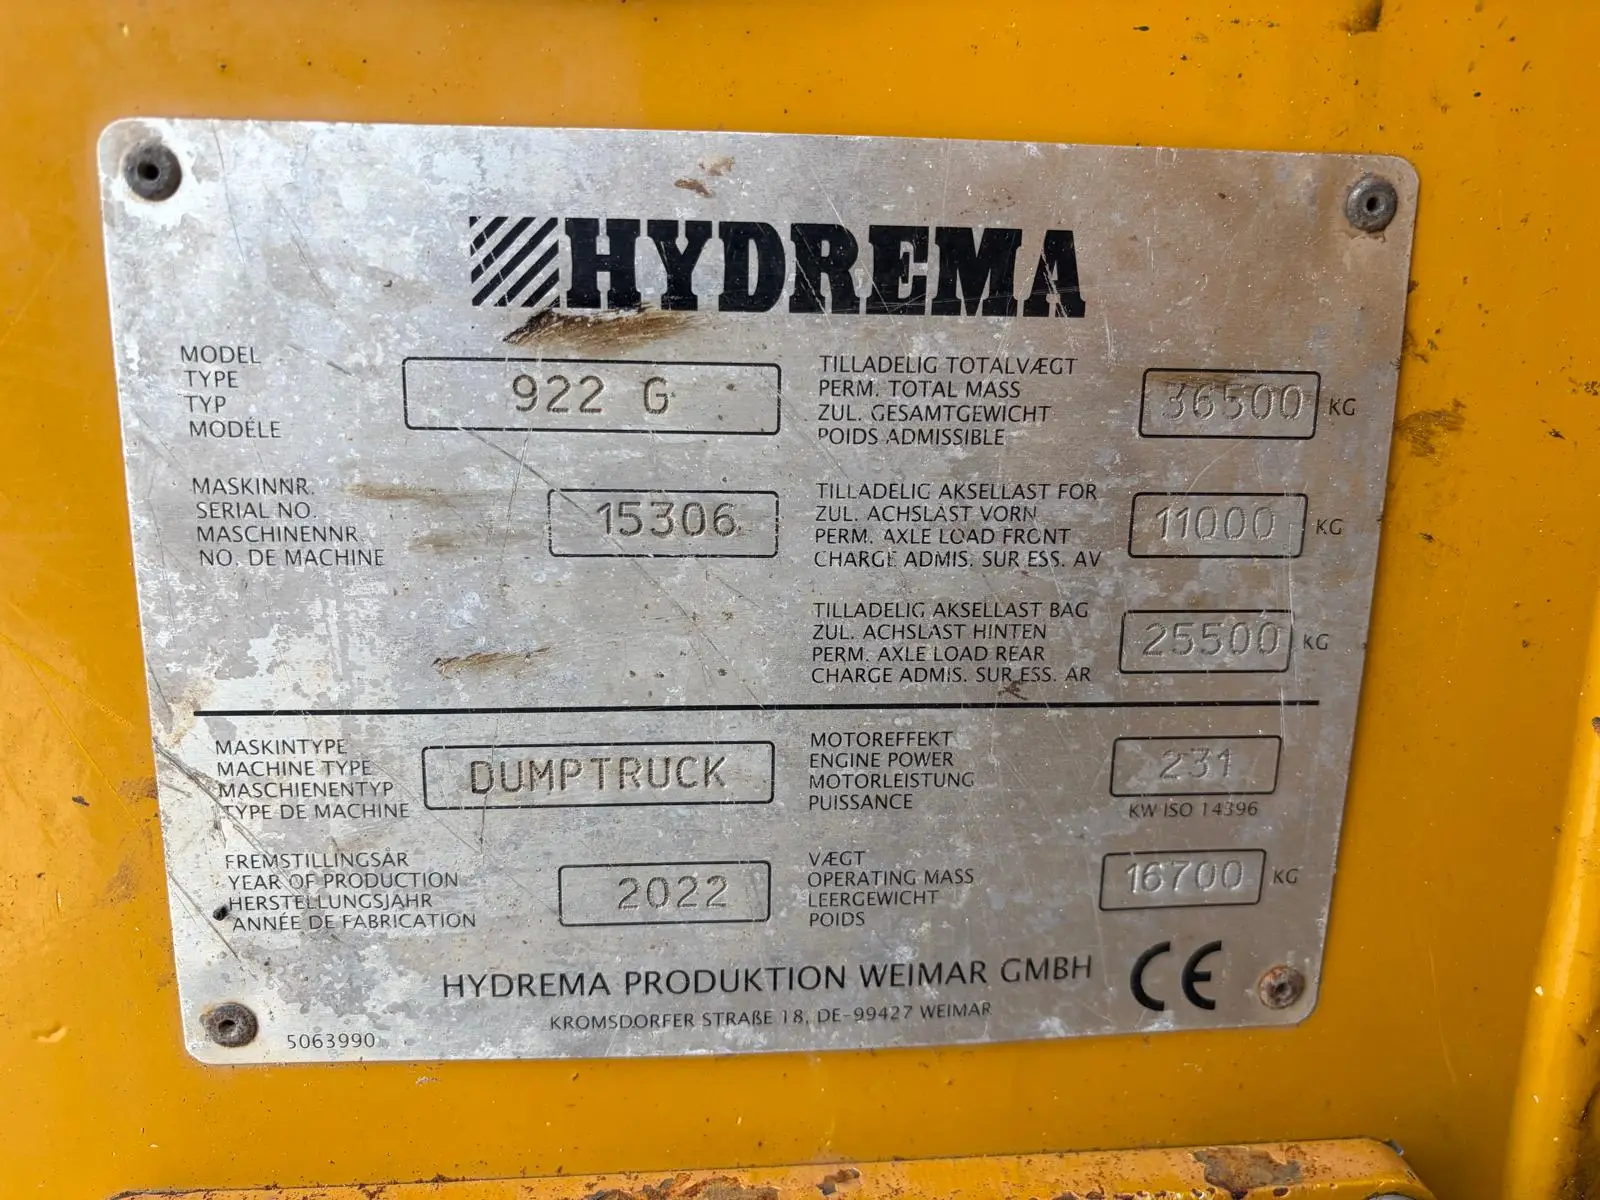 HYDREMA
MODEL
TYPE
TYP
MODÉLE
922 G
TILLADELIG TOTALVÆGT
PERM. TOTAL MASS
ZUL. GESAMTGEWICHT
POIDS ADMISSIBLE
36500 KG
MASKINNR.
SERIAL NO.
MASCHINENNR
NO. DE MACHINE
15306
TILLADELIG AKSELLAST FOR
ZUL. ACHSLAST VORN
PERM. AXLE LOAD FRONT
CHARGE ADMIS. SUR ESS. AV
11000 KG
TILLADELIG AKSELLAST BAG
ZUL. ACHSLAST HINTEN
PERM. AXLE LOAD REAR
CHARGE ADMIS. SUR ESS. AR
25500 KG
MASKINTYPE
MACHINE TYPE
MASCHIENENTYP
TYPE DE MACHINE
DUMPTRUCK
MOTOREFFEKT
ENGINE POWER
MOTORLEISTUNG
PUISSANCE
231
KW ISO 14396
FREMSTILLINGSÅR
YEAR OF PRODUCTION
HERSTELLUNGSJAHR
ANNÉE DE FABRICATION
2022
VÆGT
OPERATING MASS
LEERGEWICHT
POIDS
16700 KG
HYDREMA PRODUKTION WEIMAR GMBH
CE
KROMSDORFER STRAßE 18, DE-99427 WEIMAR
5063990